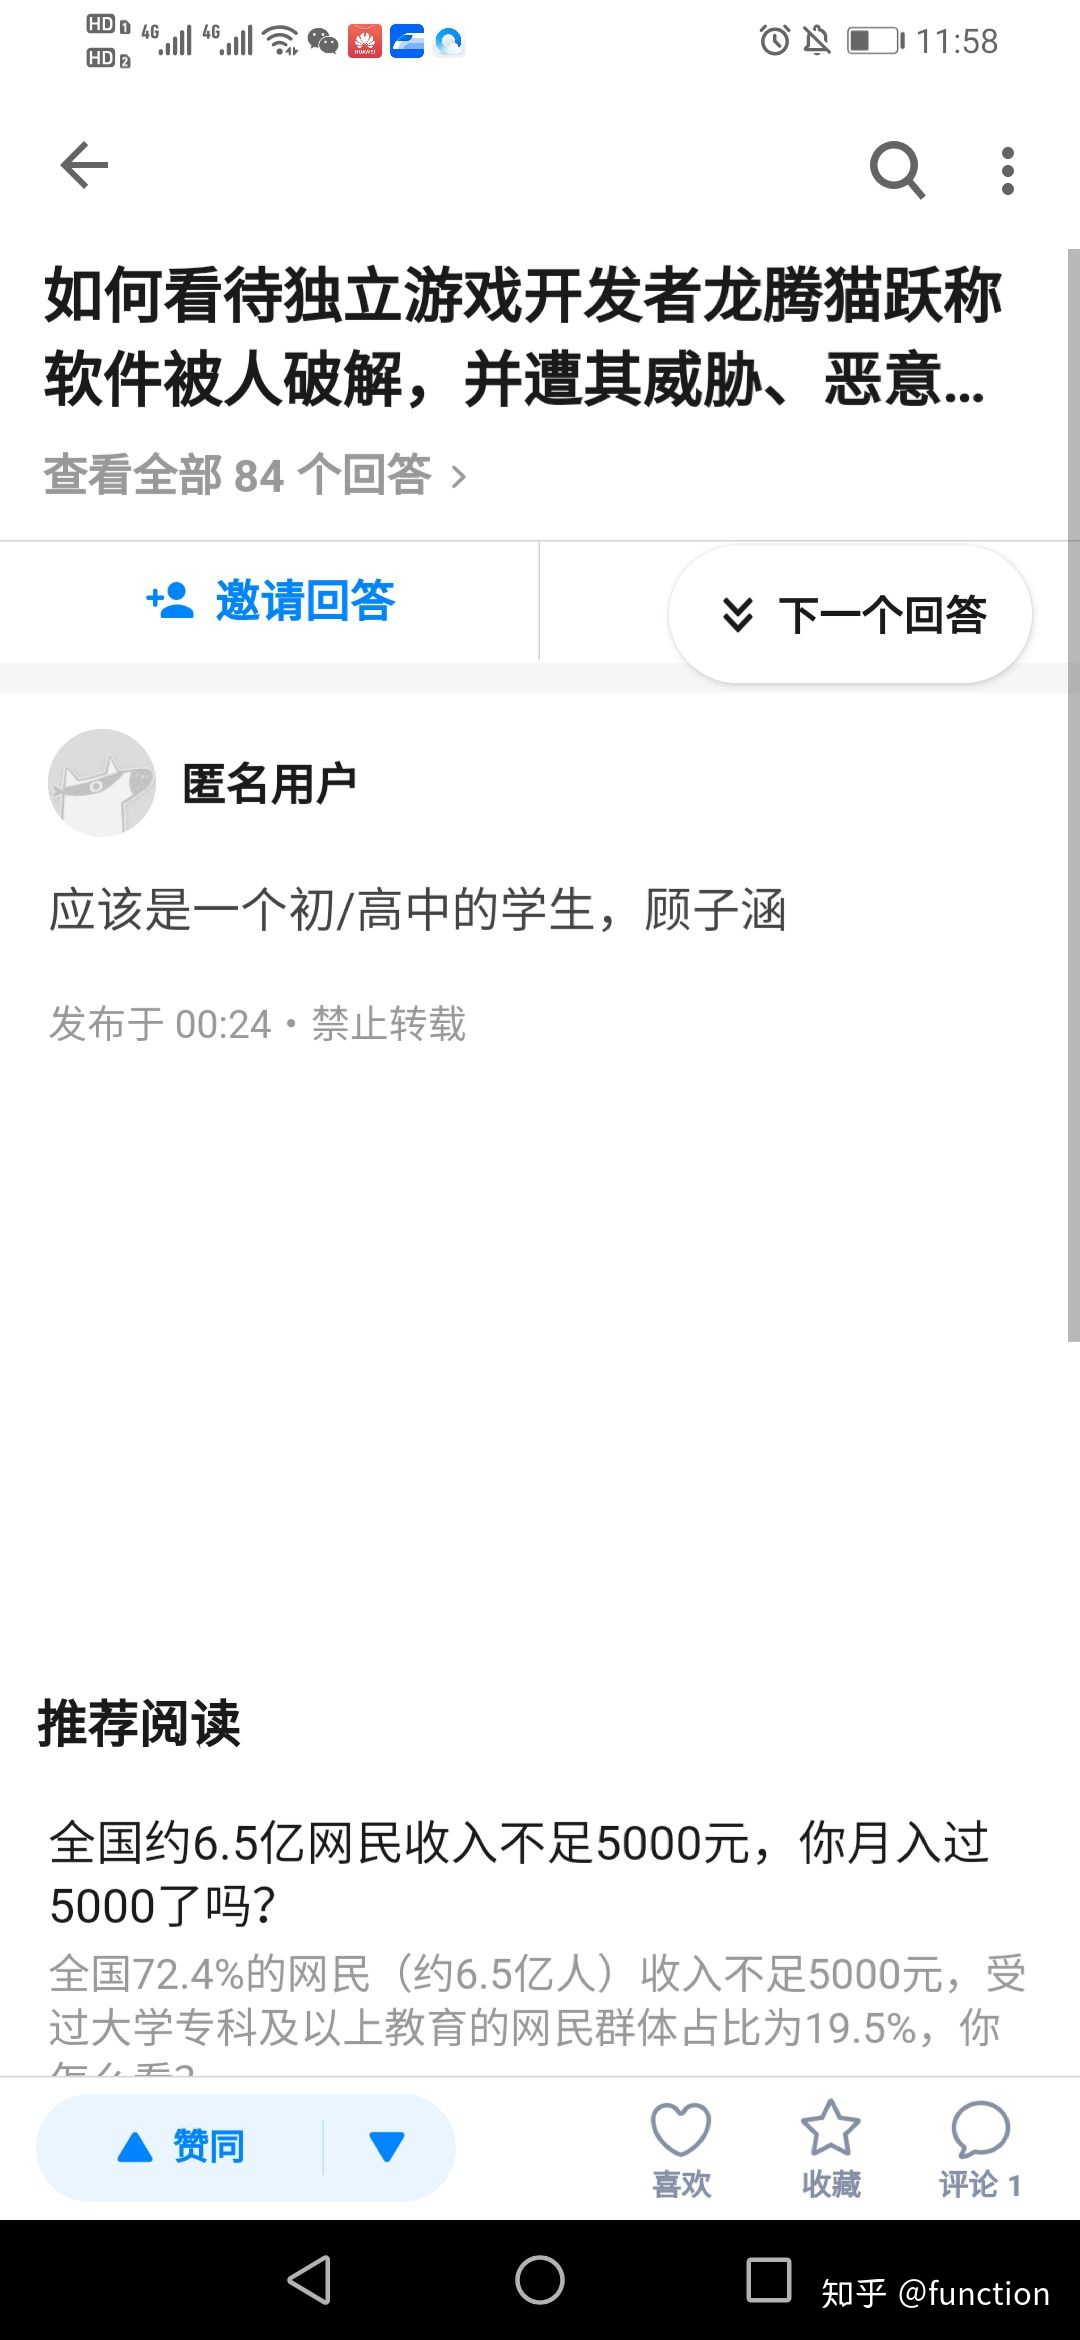 HD 1 4G 4G 11:58
HD 2
如何看待独立游戏开发者龙腾猫跃称
软件被人破解，并遭其威胁、恶意...
查看全部 84 个回答
邀请回答
下一个回答
匿名用户
应该是一个初/高中的学生，顾子涵
发布于 00:24 · 禁止转载
推荐阅读
全国约6.5亿网民收入不足5000元，你月入过
5000了吗？
全国72.4%的网民（约6.5亿人）收入不足5000元，受
过大学专科及以上教育的网民群体占比为19.5%，你
怎么看？
赞同
喜欢
收藏
评论 1
知乎 @function